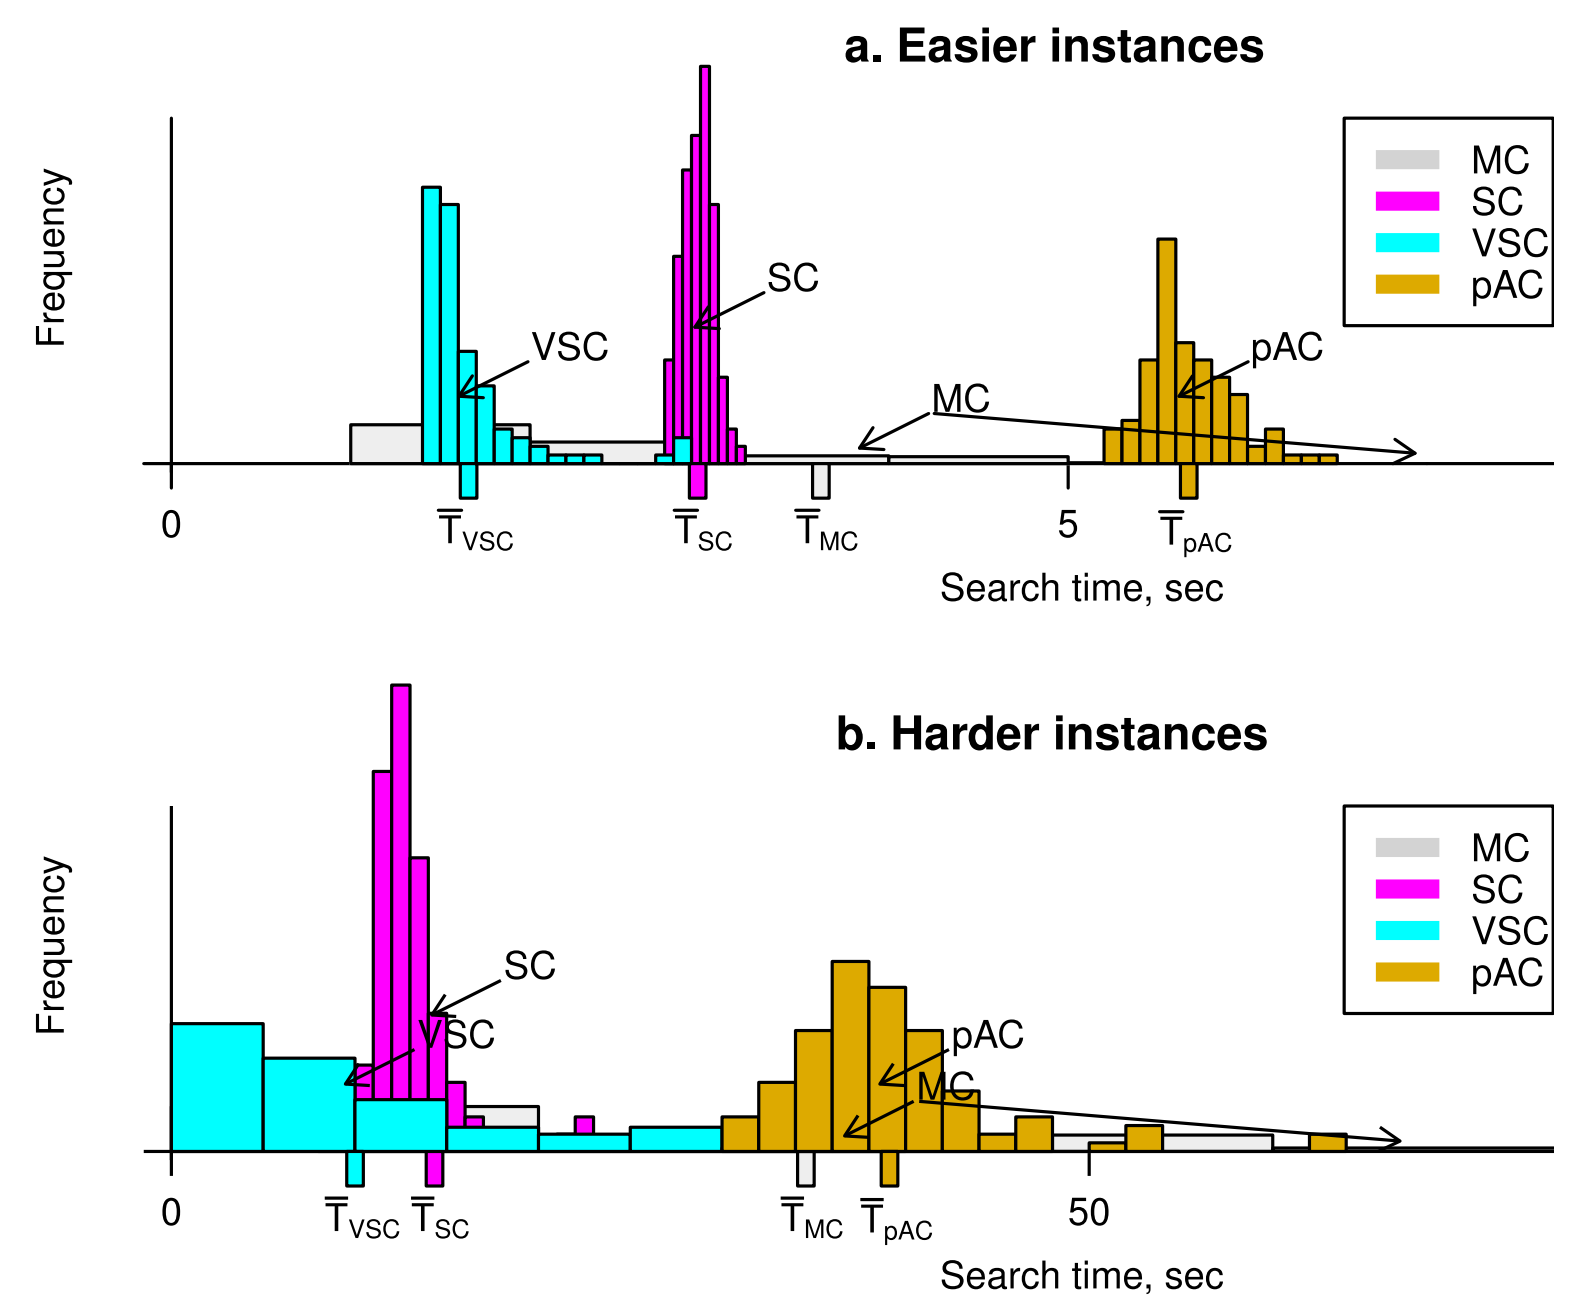 a. Easier instances
Frequency
MC
SC
VSC
pAC
SC
VSC
pAC
MC
0
T̅VSC
T̅SC
T̅MC
5
T̅pAC
Search time, sec
b. Harder instances
Frequency
MC
SC
VSC
pAC
SC
VSC
pAC
MC
0
T̅VSC
T̅SC
T̅MC
T̅pAC
50
Search time, sec